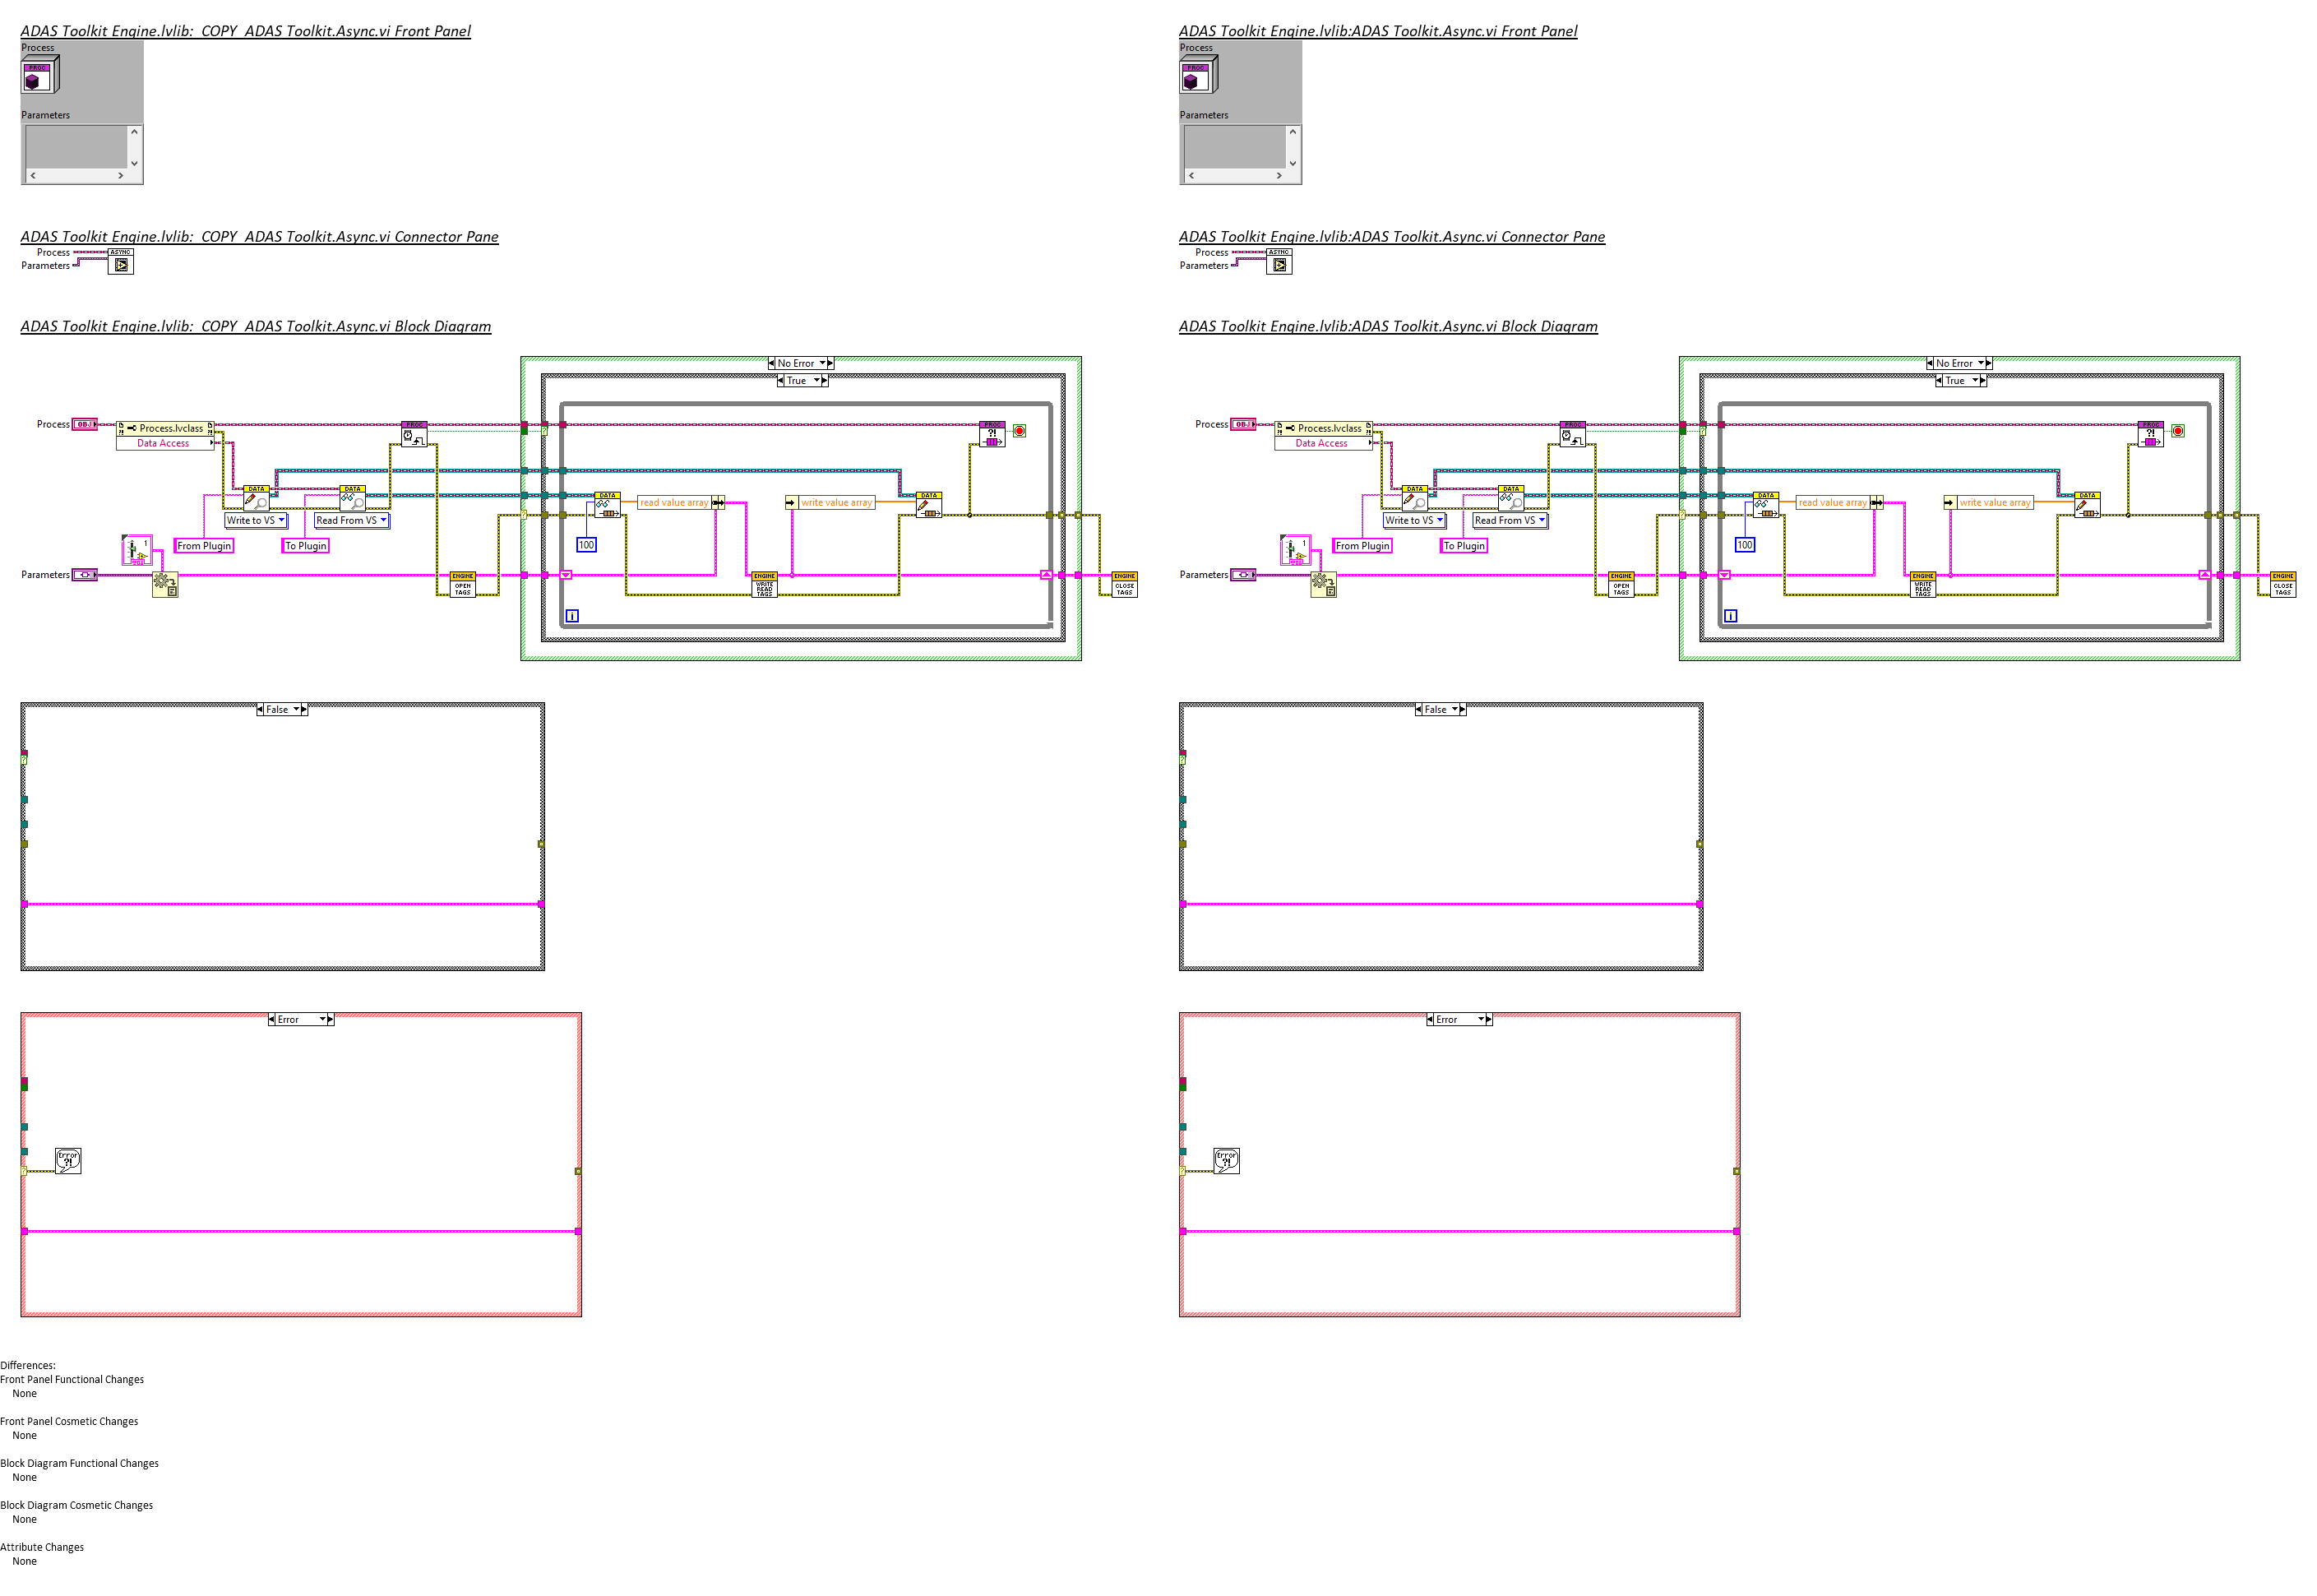 ADAS Toolkit Engine.lvlib:_COPY_ADAS Toolkit.Async.vi Front Panel
Process
PROC
Parameters
ADAS Toolkit Engine.lvlib:_COPY_ADAS Toolkit.Async.vi Connector Pane
Process
ASYNC
Parameters
ADAS Toolkit Engine.lvlib:_COPY_ADAS Toolkit.Async.vi Block Diagram
No Error
True
Process
OBJ
Process.lvclass
PROC
PROC
?!
Data Access
DATA
DATA
DATA
read value array
write value array
DATA
Write to VS
Read From VS
From Plugin
To Plugin
100
1
Parameters
ENGINE
OPEN
TAGS
ENGINE
WRITE
READ
TAGS
ENGINE
CLOSE
TAGS
i
False
?
Error
Error
?!
ADAS Toolkit Engine.lvlib:ADAS Toolkit.Async.vi Front Panel
Process
PROC
Parameters
ADAS Toolkit Engine.lvlib:ADAS Toolkit.Async.vi Connector Pane
Process
ASYNC
Parameters
ADAS Toolkit Engine.lvlib:ADAS Toolkit.Async.vi Block Diagram
No Error
True
Process
OBJ
Process.lvclass
PROC
PROC
?!
Data Access
DATA
DATA
DATA
read value array
write value array
DATA
Write to VS
Read From VS
From Plugin
To Plugin
100
1
Parameters
ENGINE
OPEN
TAGS
ENGINE
WRITE
READ
TAGS
ENGINE
CLOSE
TAGS
i
False
?
Error
Error
?!
Differences:
Front Panel Functional Changes
None
Front Panel Cosmetic Changes
None
Block Diagram Functional Changes
None
Block Diagram Cosmetic Changes
None
Attribute Changes
None